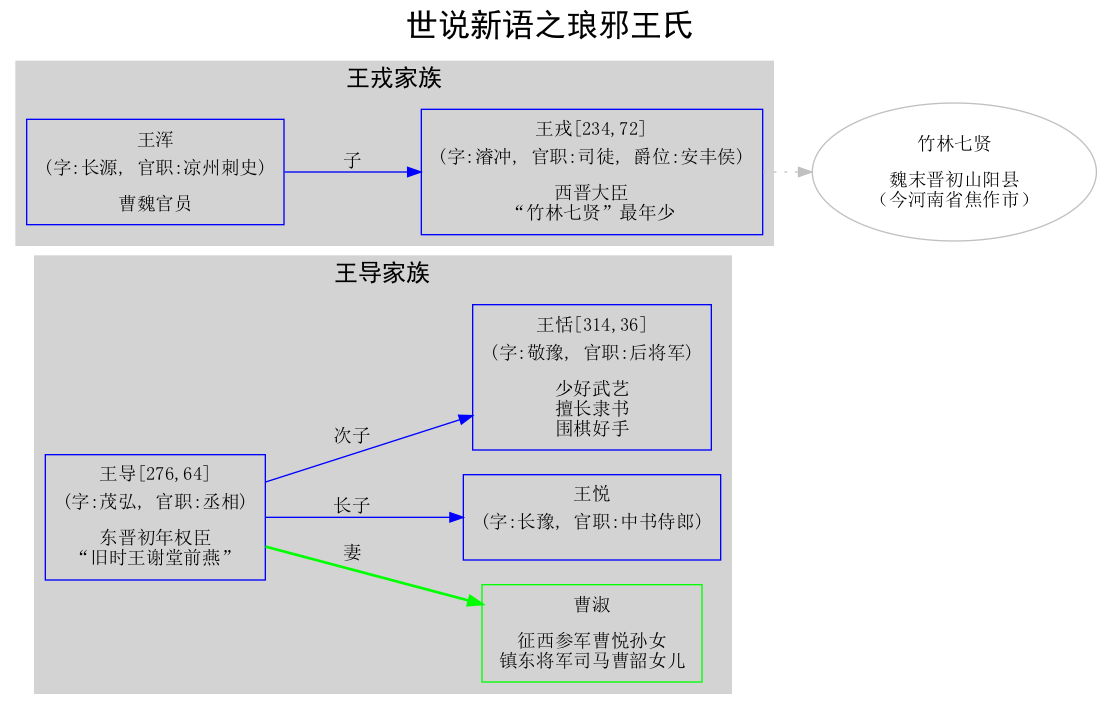 世说新语之琅邪王氏
王戎家族
王浑
(字:长源, 官职:凉州刺史)
曹魏官员
子
王戎[234,72]
(字:濬冲, 官职:司徒, 爵位:安丰侯)
西晋大臣
“竹林七贤”最年少
竹林七贤
魏末晋初山阳县
（今河南省焦作市）
王导家族
王导[276,64]
(字:茂弘, 官职:丞相)
东晋初年权臣
“旧时王谢堂前燕”
次子
王恬[314,36]
(字:敬豫, 官职:后将军)
少好武艺
擅长隶书
围棋好手
长子
王悦
(字:长豫, 官职:中书侍郎)
妻
曹淑
征西参军曹悦孙女
镇东将军司马曹韶女儿